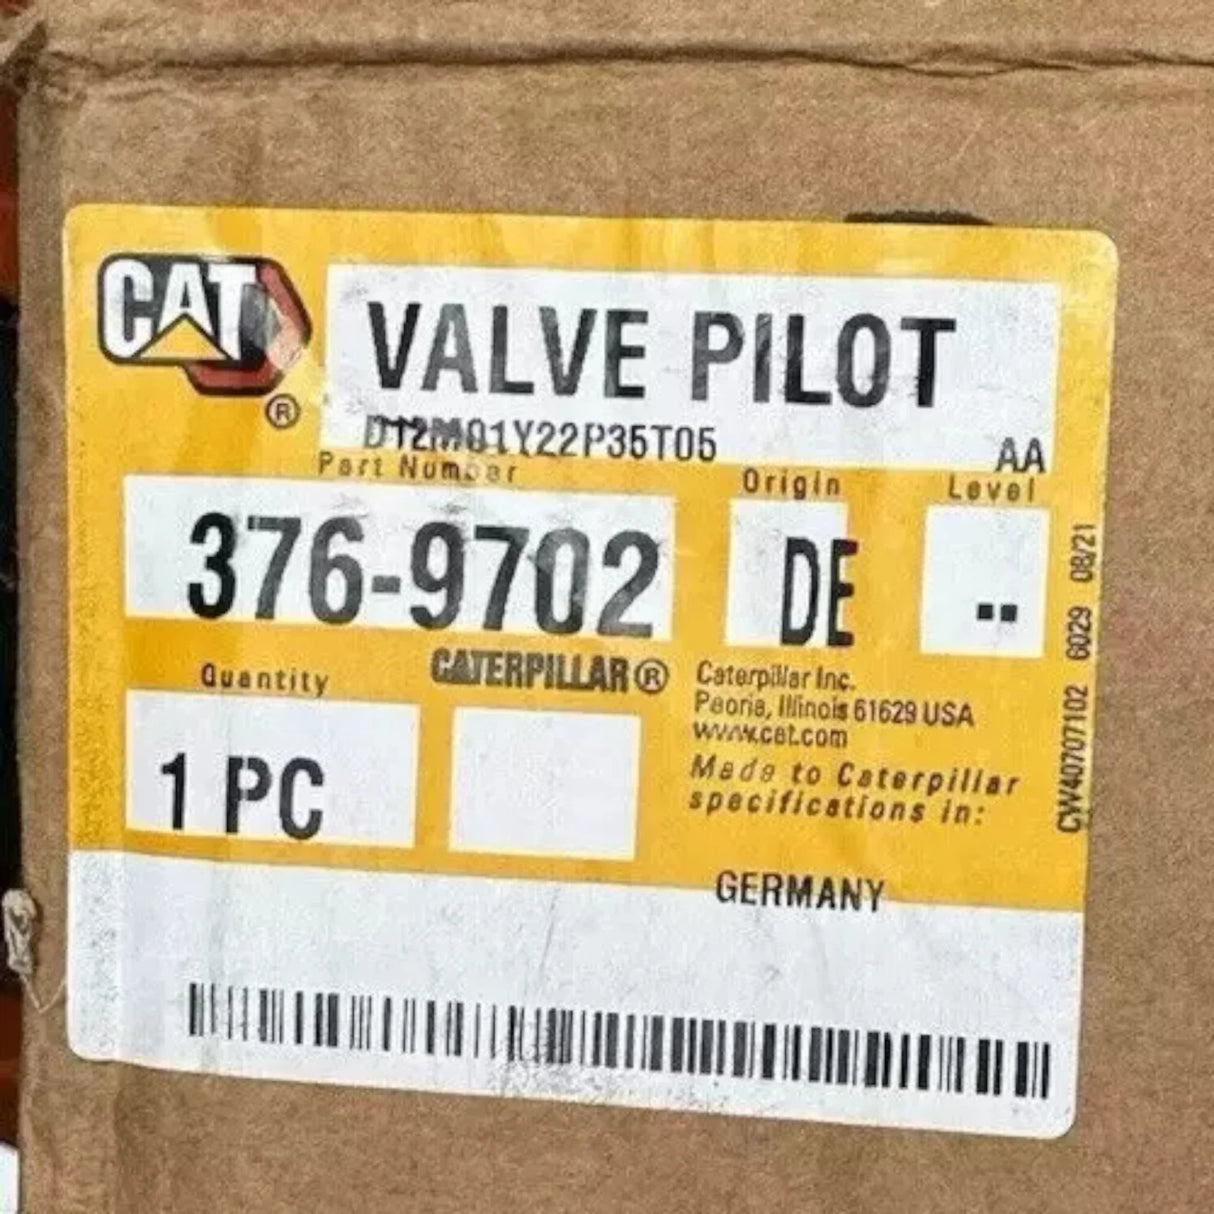 CAT
®
VALVE PILOT
D12M01Y22P35T05 AA
Part Number Origin Level
376-9702 DE --
Quantity CATERPILLAR®
1 PC
Caterpillar Inc.
Peoria, Illinois 61629 USA
www.cat.com
Made to Caterpillar
specifications in:
GERMANY
CW40707102 6029 08/21